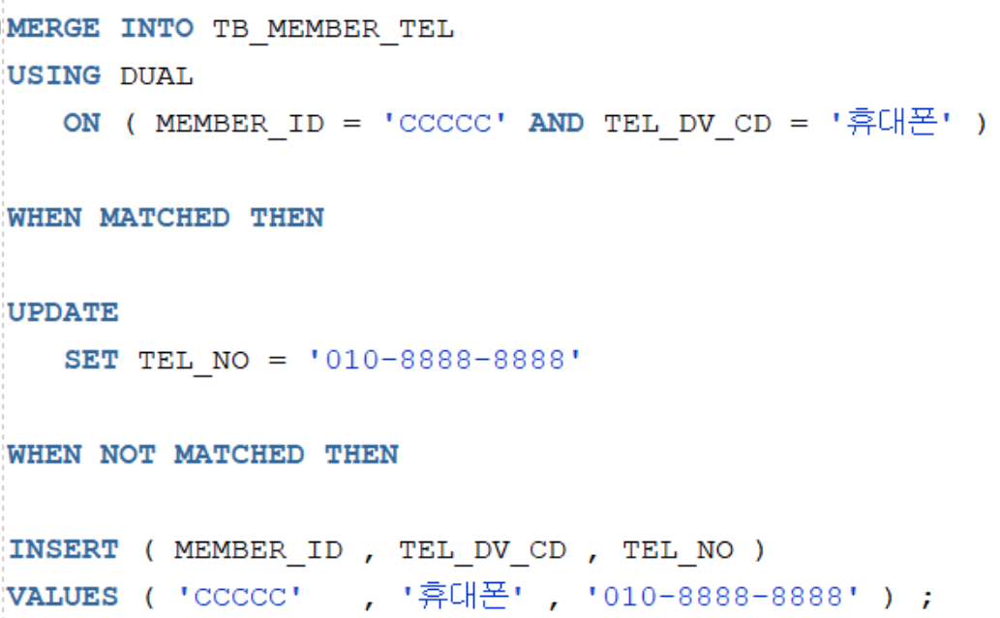 MERGE INTO TB_MEMBER_TEL
USING DUAL
ON ( MEMBER_ID = 'CCCCC' AND TEL_DV_CD = '휴대폰' )
WHEN MATCHED THEN
UPDATE
SET TEL_NO = '010-8888-8888'
WHEN NOT MATCHED THEN
INSERT ( MEMBER_ID , TEL_DV_CD , TEL_NO )
VALUES ( 'CCCCC' , '휴대폰' , '010-8888-8888' ) ;